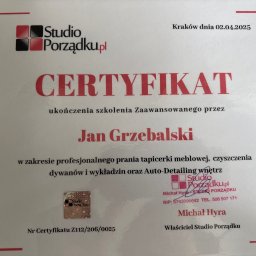 Studio
Porządku.pl
Kraków dnia 02.04.2025
CERTYFIKAT
ukończenia szkolenia Zaawansowanego przez
Jan Grzebalski
w zakresie profesjonalnego prania tapicerki meblowej, czyszczenia
dywanów i wykładzin oraz Auto-Detailing wnętrz
Studio
Porządku.pl
Michał Hyra
Nr Certyfikatu Z112/206/0025
Właściciel Studio Porządku